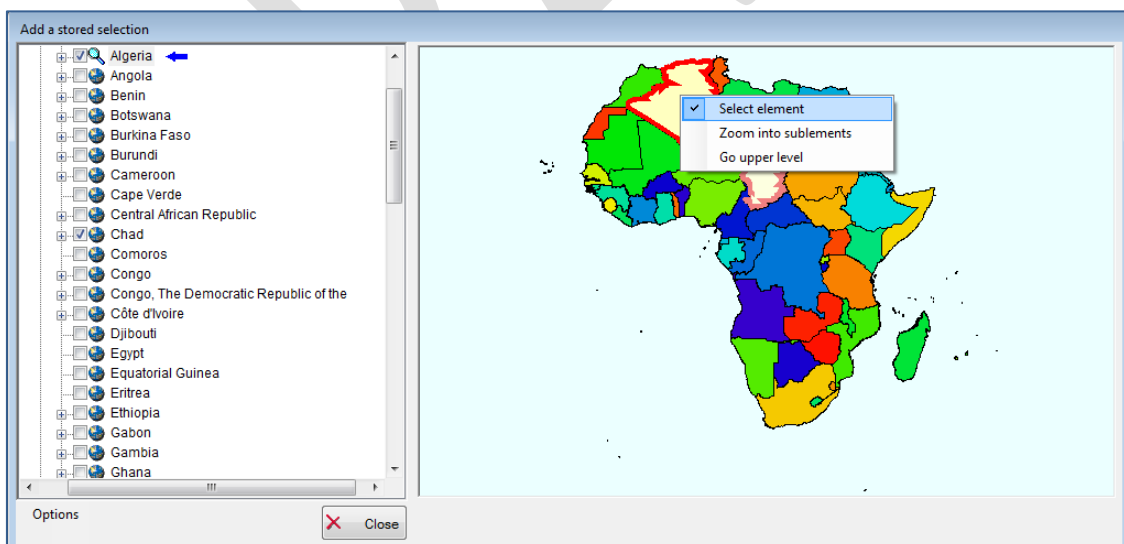 Add a stored selection
Algeria
Angola
Benin
Botswana
Burkina Faso
Burundi
Cameroon
Cape Verde
Central African Republic
Chad
Comoros
Congo
Congo, The Democratic Republic of the
Côte d'Ivoire
Djibouti
Egypt
Equatorial Guinea
Eritrea
Ethiopia
Gabon
Gambia
Ghana
Select element
Zoom into sublements
Go upper level
Options
Close